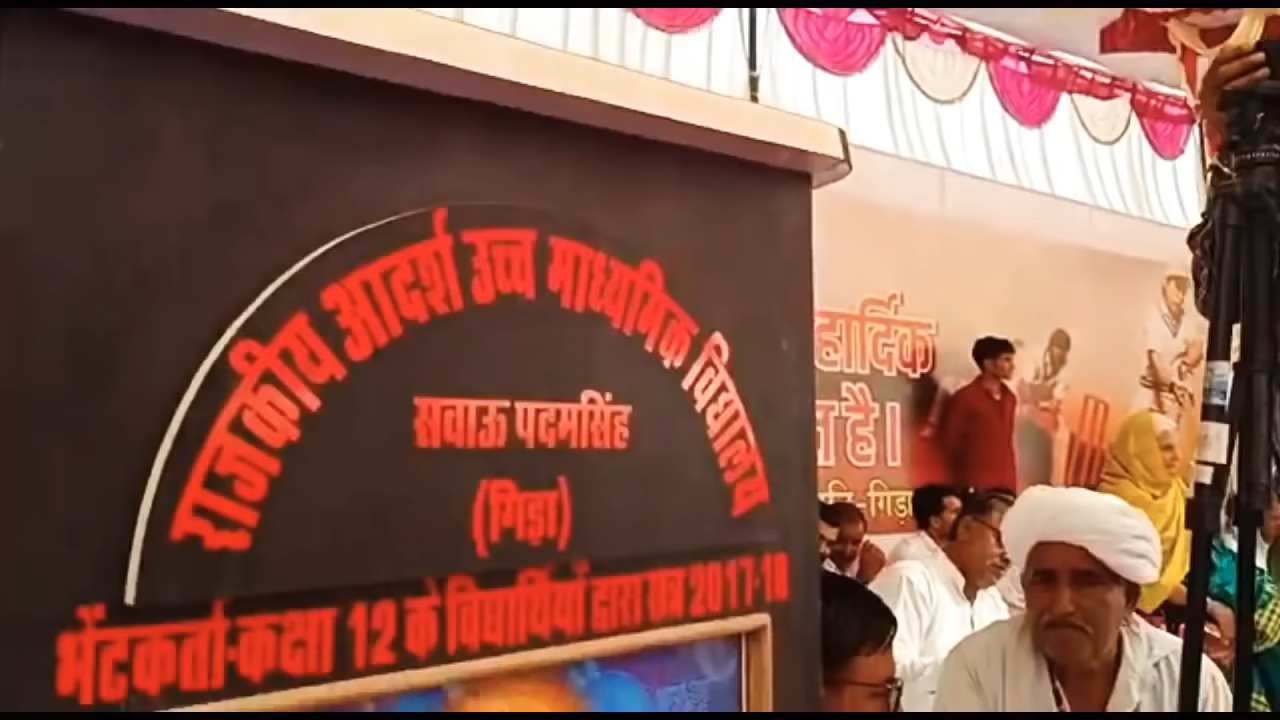 राजकीय आदर्श उच्च माध्यमिक विद्यालय
सवाऊ पदमसिंह
(गिड़ा)
भेंटकर्ता-कक्षा 12 के विद्यार्थियों द्वारा सत्र 2017-18
हार्दिक
है।
-गिड़ा